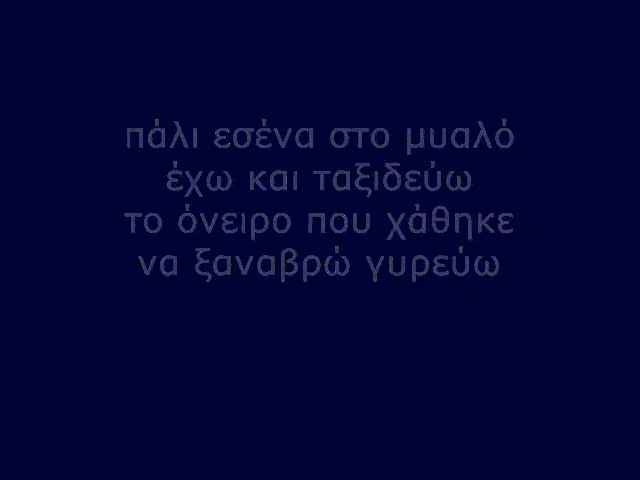 πάλι εσένα στο μυαλό
έχω και ταξιδεύω
το όνειρο που χάθηκε
να ξαναβρώ γυρεύω